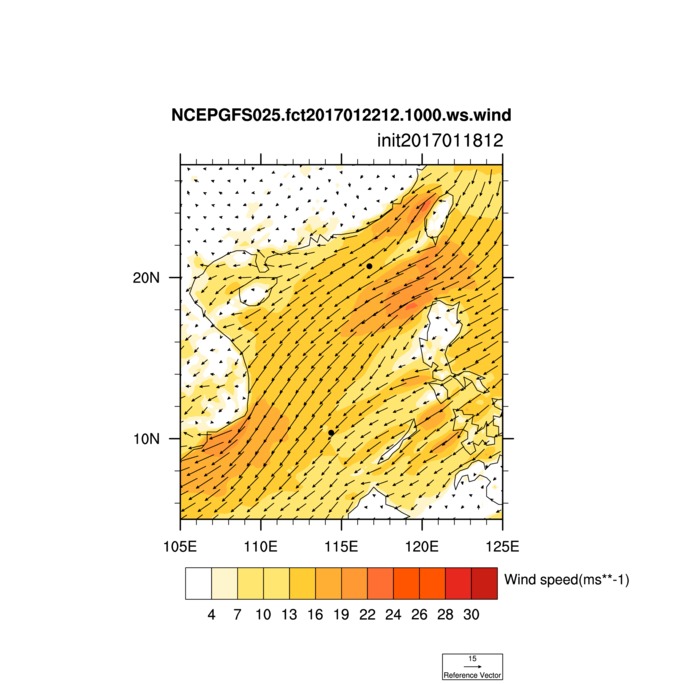 NCEPGFS025.fct2017012212.1000.ws.wind
init2017011812
20N
10N
105E 110E 115E 120E 125E
Wind speed(ms**-1)
4 7 10 13 16 19 22 24 26 28 30
15
Reference Vector